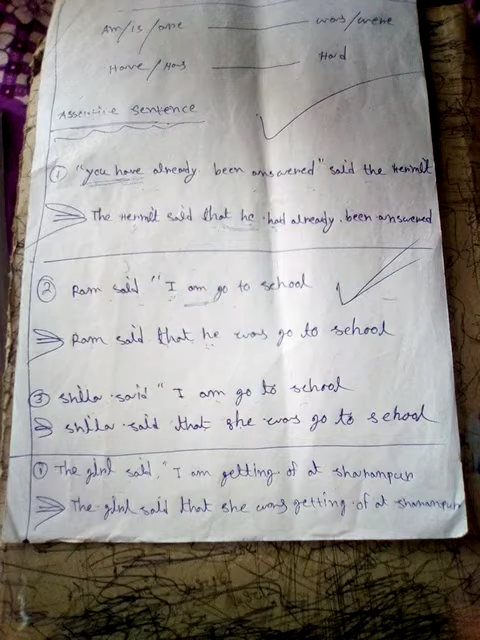 Am/is/are ——— was/were
Have/Has ——— Had
Assertive sentence
① "you have already been answered" said the Hermit
The Hermit said that he had already been answered
② Ram said "I am go to school
Ram said that he was go to school
③ Shila said "I am go to school
Shila said that she was go to school
The girl said, "I am getting of at sharanpur
The girl said that she was getting of at sharanpur